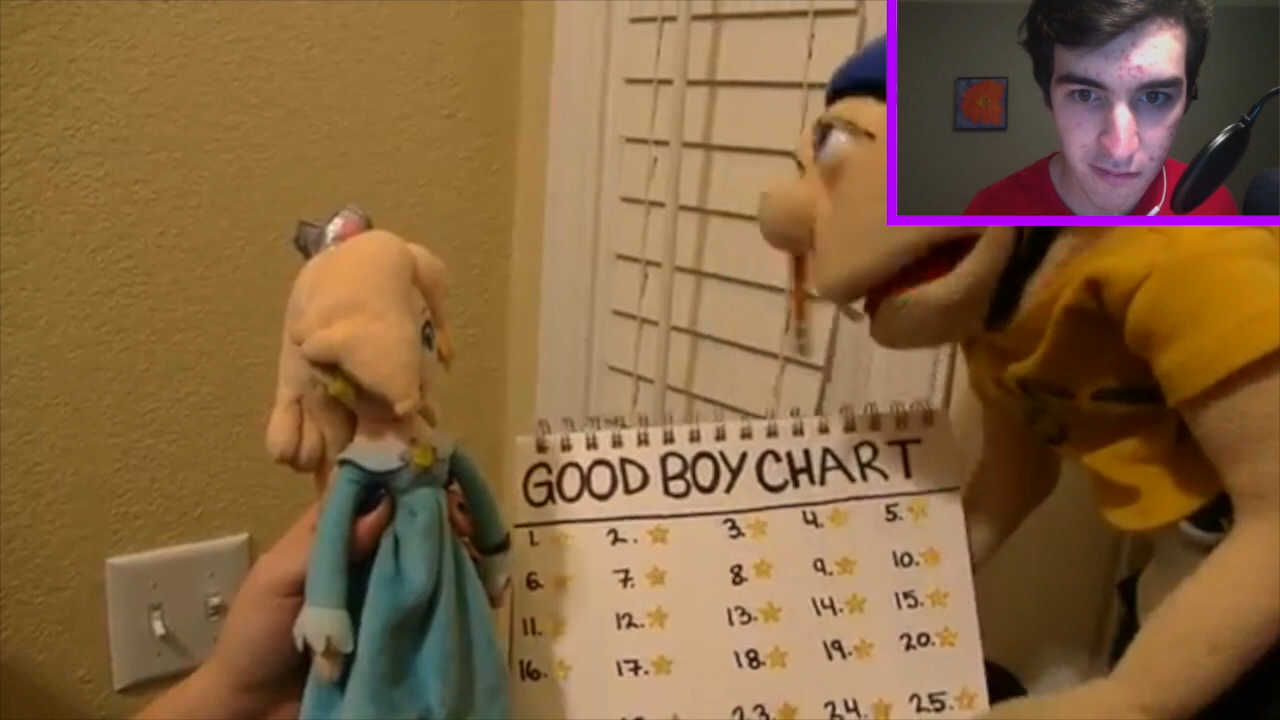 GOOD BOY CHART
1. 2. 3. 4. 5.
6. 7. 8. 9. 10.
11. 12. 13. 14. 15.
16. 17. 18. 19. 20.
23. 24. 25.